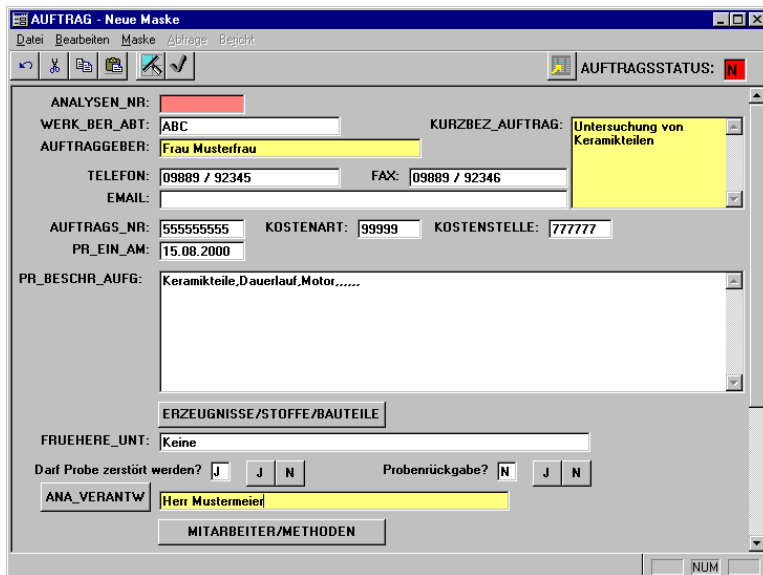 AUFTRAG - Neue Maske
Datei Bearbeiten Maske Abfrage Bericht
AUFTRAGSSTATUS: N
ANALYSEN_NR:
WERK_BER_ABT: ABC
KURZBEZ_AUFTRAG: Untersuchung von
Keramikteilen
AUFTRAGGEBER: Frau Musterfrau
TELEFON: 09889 / 92345 FAX: 09889 / 92346
EMAIL:
AUFTRAGS_NR: 555555555 KOSTENART: 99999 KOSTENSTELLE: 777777
PR_EIN_AM: 15.08.2000
PR_BESCHR_AUFG: Keramikteile,Dauerlauf,Motor,,,,,,
ERZEUGNISSE/STOFFE/BAUTEILE
FRUEHERE_UNT: Keine
Darf Probe zerstört werden? J J N Probenrückgabe? N J N
ANA_VERANTW Herr Mustermeier
MITARBEITER/METHODEN
NUM